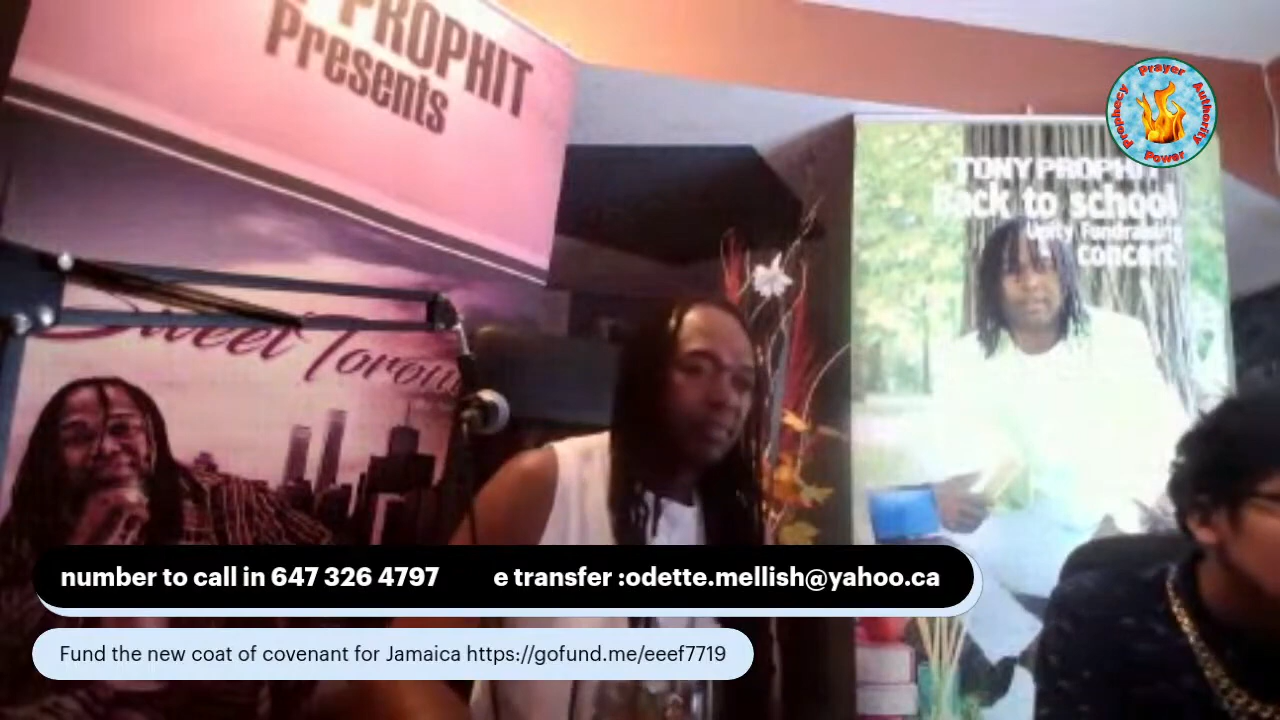 PROPHIT
Presents
Prayer
Prophecy
Authority
Power
TONY PROPHIT
Back to school
Unity Fundraising
concert
Sweet Toronto
number to call in 647 326 4797 e transfer :odette.mellish@yahoo.ca
Fund the new coat of covenant for Jamaica https://gofund.me/eeef7719